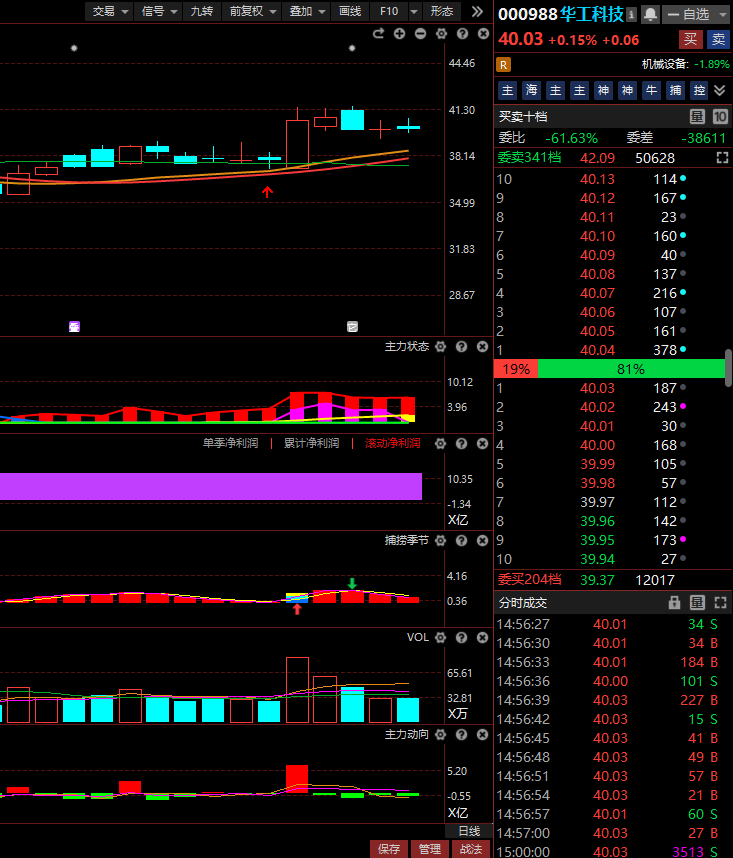 交易 信号 九转 前复权 叠加 画线 F10 形态
44.46
41.30
38.14
34.99
31.83
28.67
主力状态
10.12
3.96
单季净利润 | 累计净利润 | 滚动净利润
10.35
-1.34
X亿
捕捞季节
4.16
0.36
VOL
65.61
32.81
X万
主力动向
5.20
-0.55
X亿
日线
保存 管理 战法
000988 华工科技 自选
40.03 +0.15% +0.06 买 卖
R 机械设备: -1.89%
主 海 主 主 神 神 牛 捕 控
买卖十档 10
委比 -61.63% 委差 -38611
委卖341档 42.09 50628
10 40.13 114
9 40.12 167
8 40.11 23
7 40.10 160
6 40.09 40
5 40.08 137
4 40.07 216
3 40.06 107
2 40.05 161
1 40.04 378
19% 81%
1 40.03 187
2 40.02 243
3 40.01 30
4 40.00 168
5 39.99 105
6 39.98 57
7 39.97 112
8 39.96 142
9 39.95 173
10 39.94 27
委买204档 39.37 12017
分时成交
14:56:27 40.01 34 S
14:56:30 40.01 34 B
14:56:33 40.01 184 B
14:56:36 40.00 101 S
14:56:39 40.03 227 B
14:56:42 40.03 15 S
14:56:45 40.03 41 B
14:56:48 40.03 49 B
14:56:51 40.03 57 B
14:56:54 40.03 21 B
14:56:57 40.01 60 S
14:57:00 40.03 27 B
15:00:00 40.03 3513 S